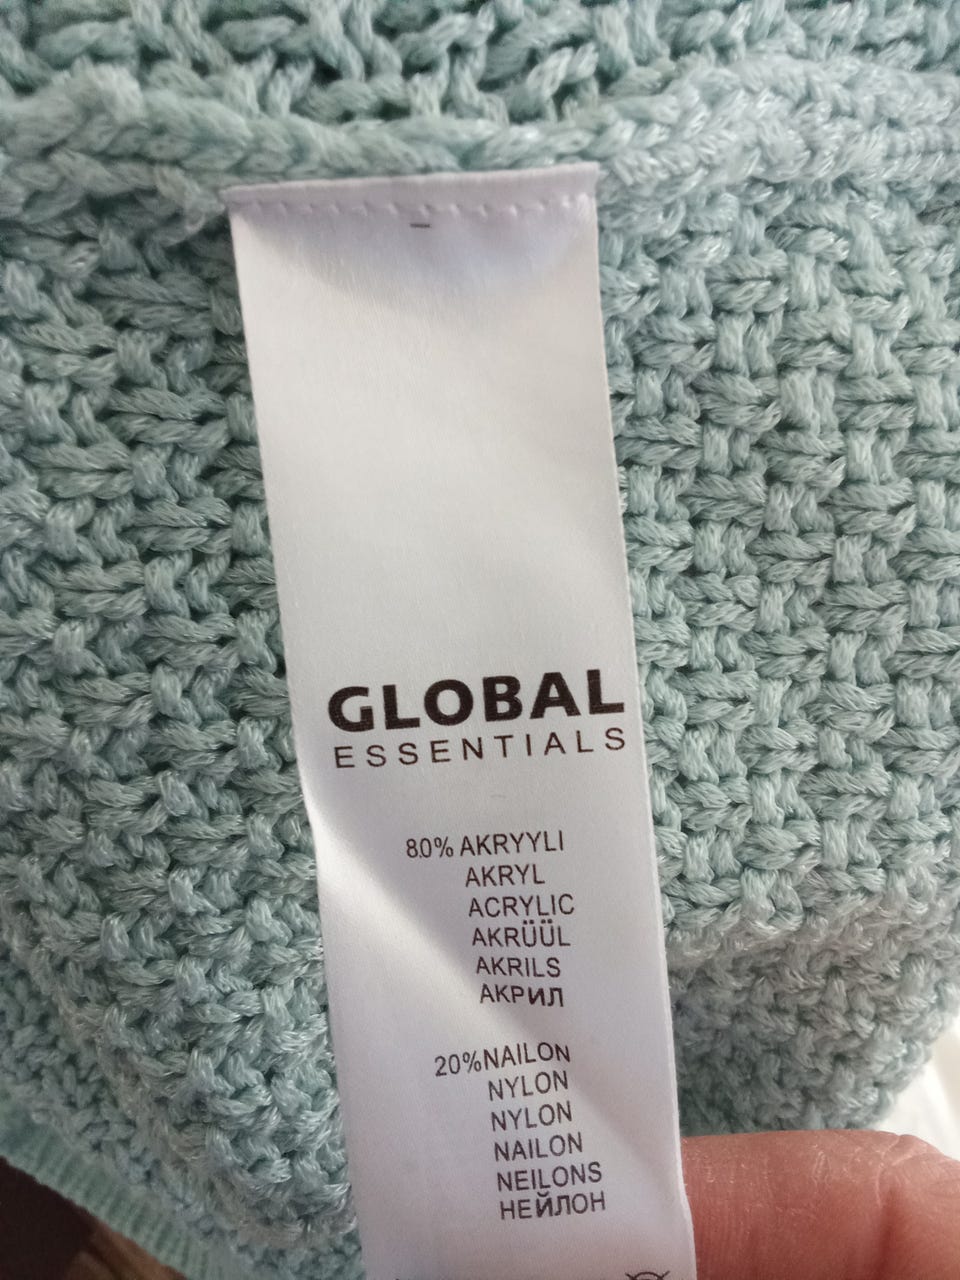 GLOBAL
ESSENTIALS
80% AKRYYLI
AKRYL
ACRYLIC
AKRÜÜL
AKRILS
АКРИЛ
20%NAILON
NYLON
NYLON
NAILON
NEILONS
НЕЙЛОН